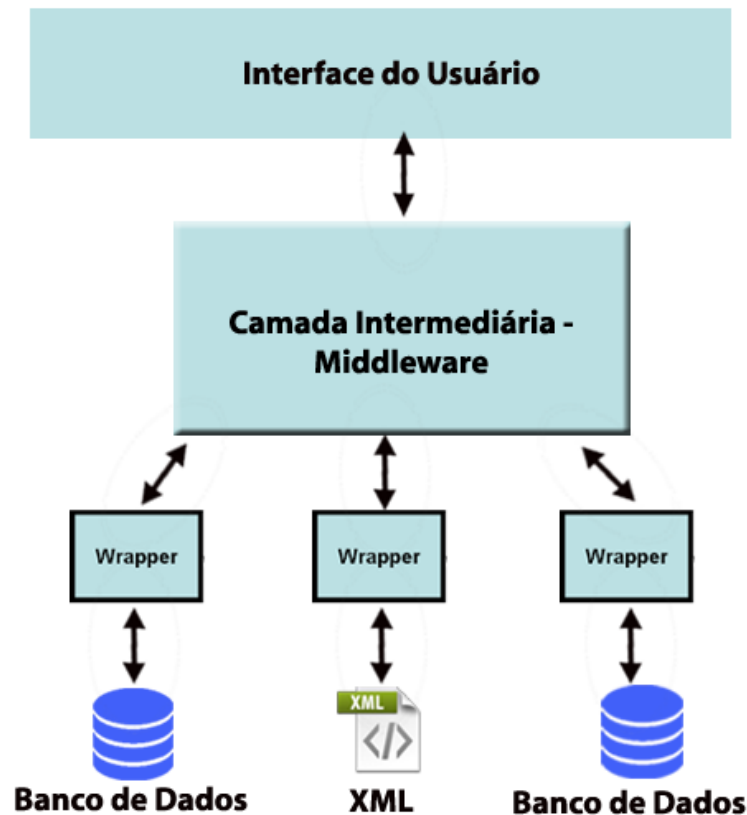 Interface do Usuário
Camada Intermediária -
Middleware
Wrapper
Wrapper
Wrapper
XML
</>
Banco de Dados
XML
Banco de Dados